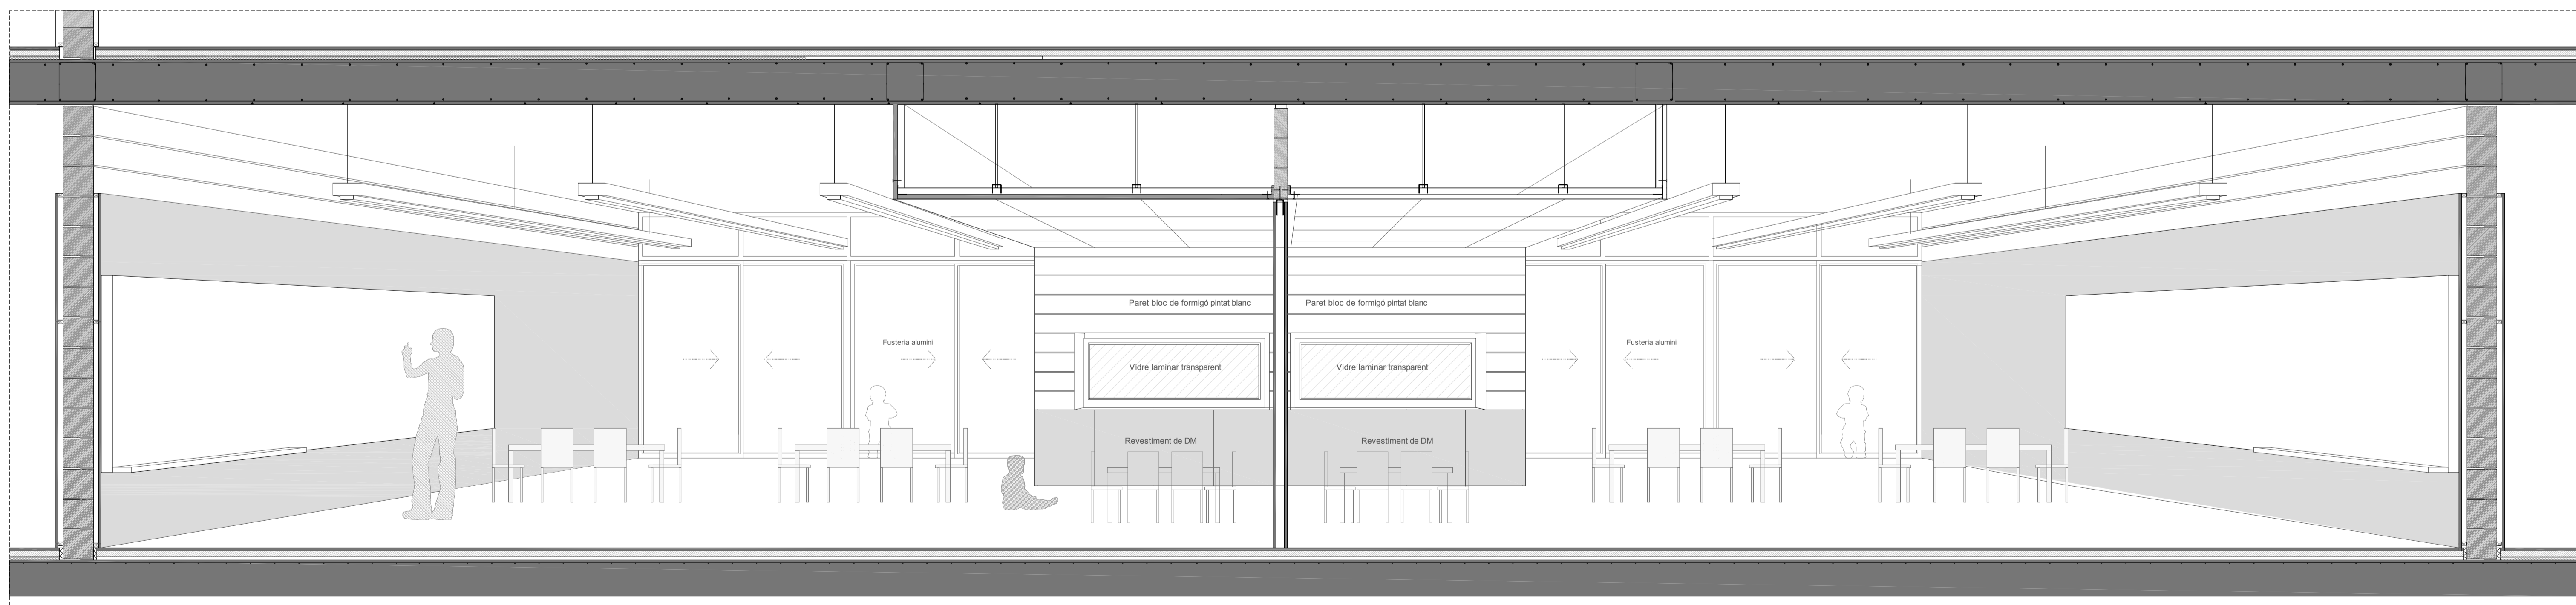 Paret bloc de formigó pintat blanc
Paret bloc de formigó pintat blanc
Fusteria alumini
Fusteria alumini
Vidre laminar transparent
Vidre laminar transparent
Revestiment de DM
Revestiment de DM